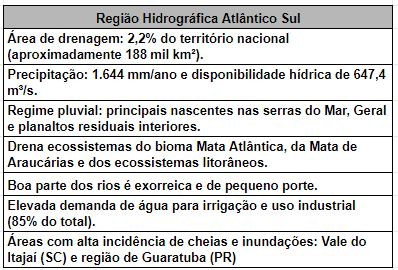 Região Hidrográfica Atlântico Sul
Área de drenagem: 2,2% do território nacional
(aproximadamente 188 mil km²).
Precipitação: 1.644 mm/ano e disponibilidade hídrica de 647,4
m³/s.
Regime pluvial: principais nascentes nas serras do Mar, Geral
e planaltos residuais interiores.
Drena ecossistemas do bioma Mata Atlântica, da Mata de
Araucárias e dos ecossistemas litorâneos.
Boa parte dos rios é exorreica e de pequeno porte.
Elevada demanda de água para irrigação e uso industrial
(85% do total).
Áreas com alta incidência de cheias e inundações: Vale do
Itajaí (SC) e região de Guaratuba (PR)